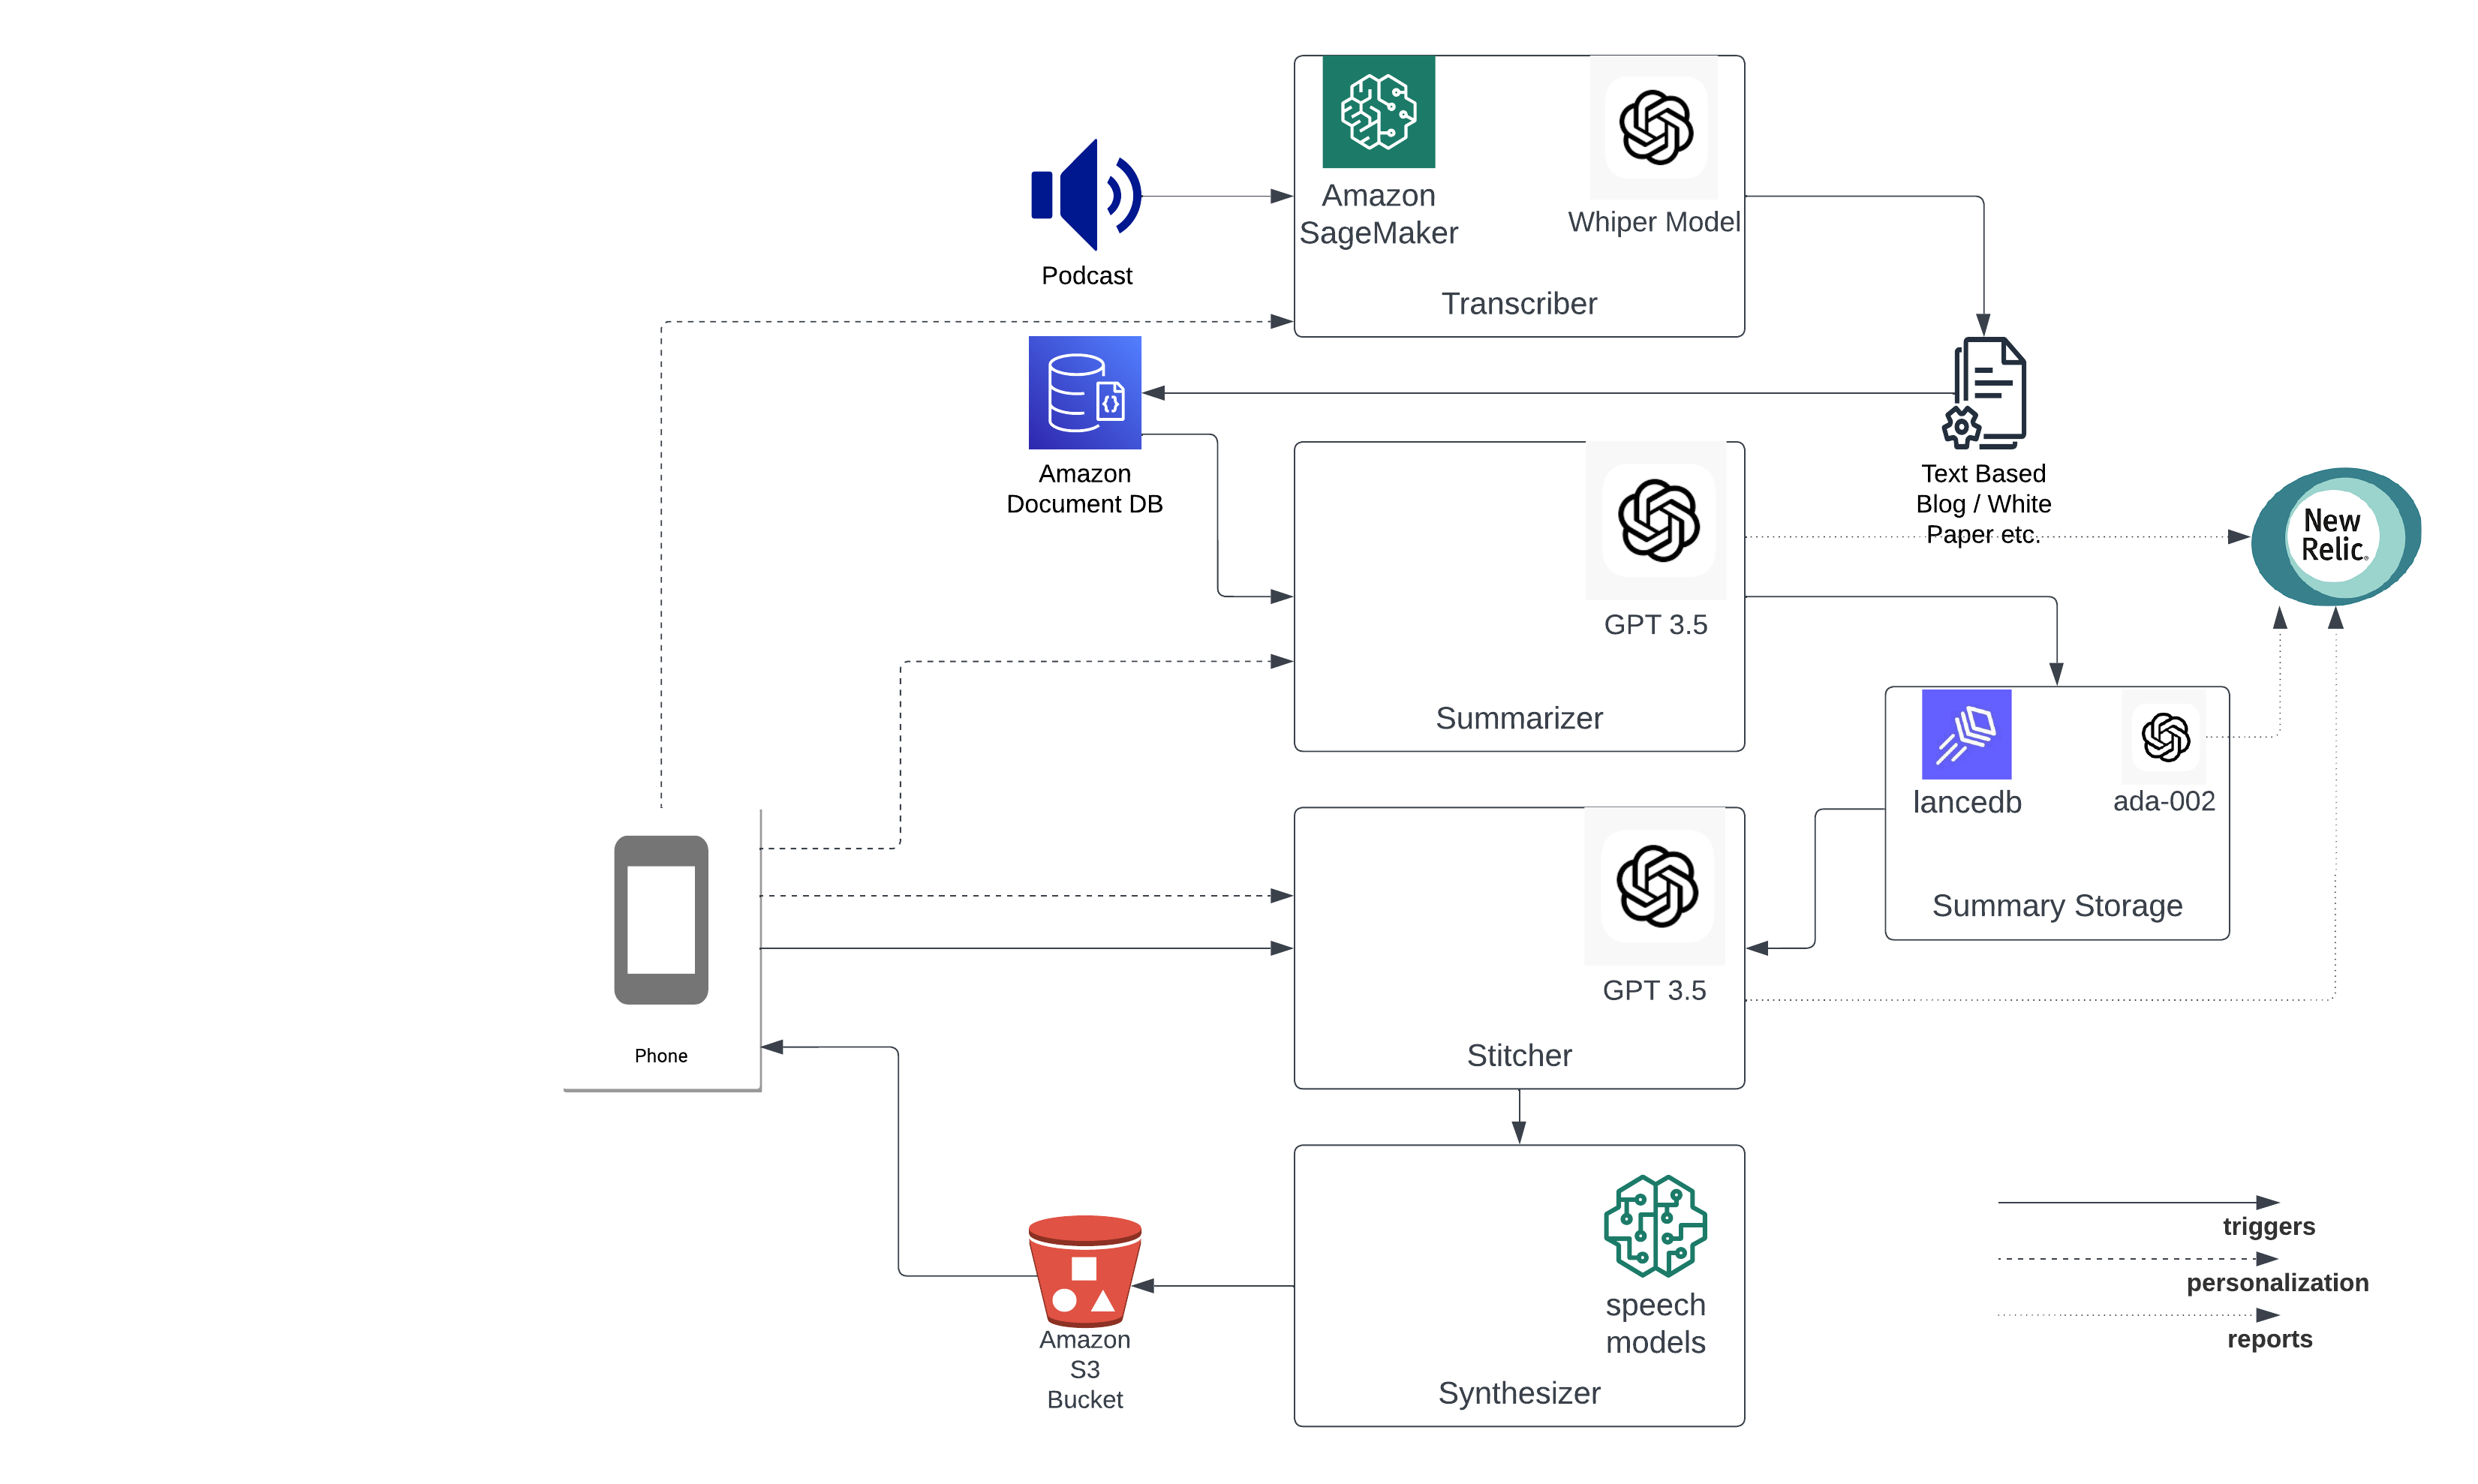 Amazon
SageMaker
Whiper Model
Transcriber
Podcast
Amazon
Document DB
Text Based
Blog / White
Paper etc.
New
Relic®
GPT 3.5
Summarizer
lancedb
ada-002
Summary Storage
Phone
GPT 3.5
Stitcher
Amazon
S3
Bucket
speech
models
Synthesizer
triggers
personalization
reports